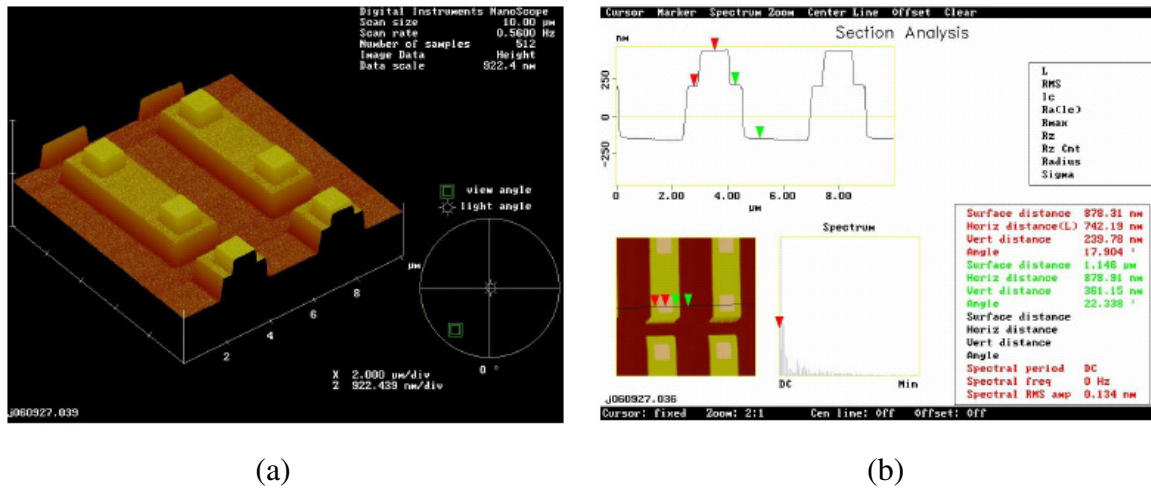 Digital Instruments NanoScope
Scan size 10.00 µm
Scan rate 0.5600 Hz
Number of samples 512
Image Data Height
Data scale 922.4 nm
view angle
light angle
µm
8
6
4
2
X 2.000 µm/div
Z 922.439 nm/div
0 °
j060927.039
(a)
Cursor Marker Spectrum Zoom Center Line Offset Clear
Section Analysis
nm
250
0
-250
0 2.00 4.00 6.00 8.00
µm
L
RMS
lc
Ra(lc)
Rmax
Rz
Rz Cnt
Radius
Sigma
Spectrum
DC Min
Surface distance 878.31 nm
Horiz distance(L) 742.19 nm
Vert distance 239.78 nm
Angle 17.904 °
Surface distance 1.146 µm
Horiz distance 878.91 nm
Vert distance 361.15 nm
Angle 22.338 °
Surface distance
Horiz distance
Vert distance
Angle
Spectral period DC
Spectral freq 0 Hz
Spectral RMS amp 0.134 nm
j060927.036
Cursor: fixed Zoom: 2:1 Cen line: Off Offset: Off
(b)